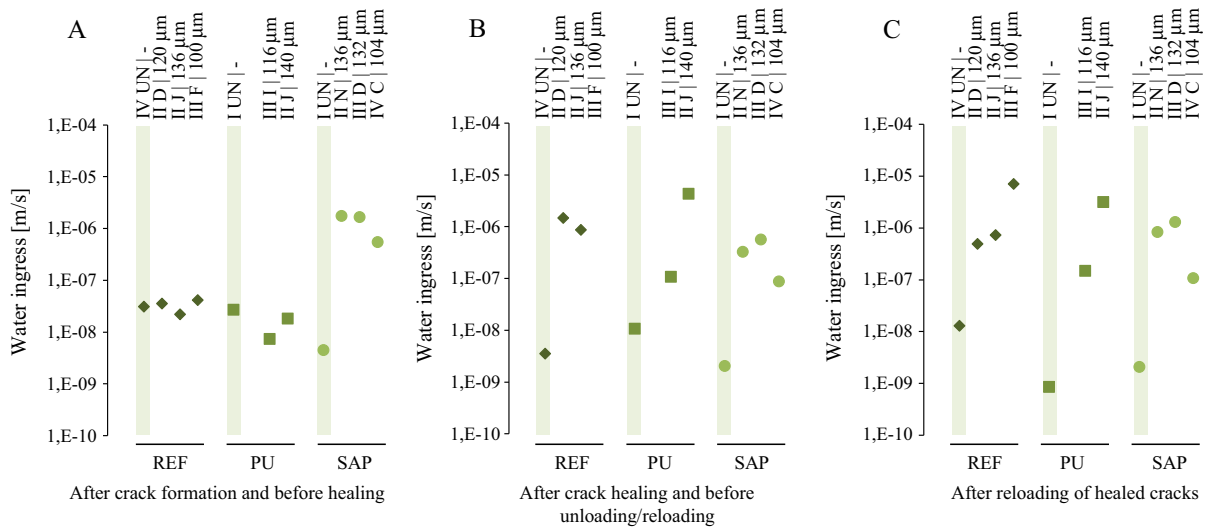 A
IV UN | -
II D | 120 µm
II J | 136 µm
III F | 100 µm
I UN | -
III I | 116 µm
II J | 140 µm
I UN | -
II N | 136 µm
III D | 132 µm
IV C | 104 µm
Water ingress [m/s]
1,E-04
1,E-05
1,E-06
1,E-07
1,E-08
1,E-09
1,E-10
REF PU SAP
After crack formation and before healing
B
IV UN | -
II D | 120 µm
II J | 136 µm
III F | 100 µm
I UN | -
III I | 116 µm
II J | 140 µm
I UN | -
II N | 136 µm
III D | 132 µm
IV C | 104 µm
Water ingress [m/s]
1,E-04
1,E-05
1,E-06
1,E-07
1,E-08
1,E-09
1,E-10
REF PU SAP
After crack healing and before
unloading/reloading
C
IV UN | -
II D | 120 µm
II J | 136 µm
III F | 100 µm
I UN | -
III I | 116 µm
II J | 140 µm
I UN | -
II N | 136 µm
III D | 132 µm
IV C | 104 µm
Water ingress [m/s]
1,E-04
1,E-05
1,E-06
1,E-07
1,E-08
1,E-09
1,E-10
REF PU SAP
After reloading of healed cracks